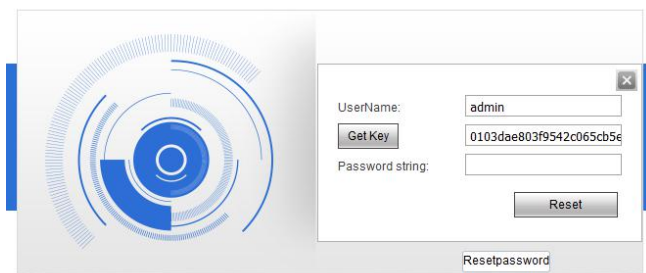 UserName: admin
Get Key 0103dae803f9542c065cb5e
Password string:
Reset
Resetpassword